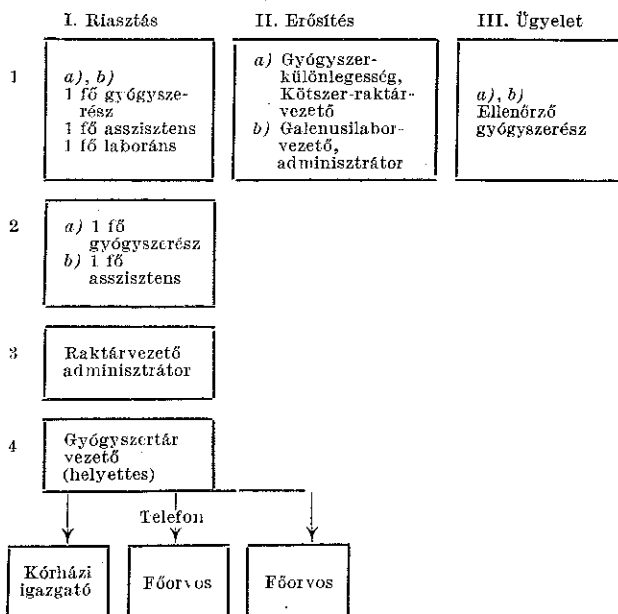 I. Riasztás
II. Erősítés
III. Ügyelet
1
a), b)
1 fő gyógysze-
rész
1 fő asszisztens
1 fő laboráns
a) Gyógyszer-
különlegesség,
Kötszer-raktár-
vezető
b) Galenusilabor-
vezető,
adminisztrátor
a), b)
Ellenőrző
gyógyszerész
2
a) 1 fő
gyógyszerész
b) 1 fő
asszisztens
3
Raktárvezető
adminisztrátor
4
Gyógyszertár
vezető
(helyettes)
Telefon
Kórházi
igazgató
Főorvos
Főorvos